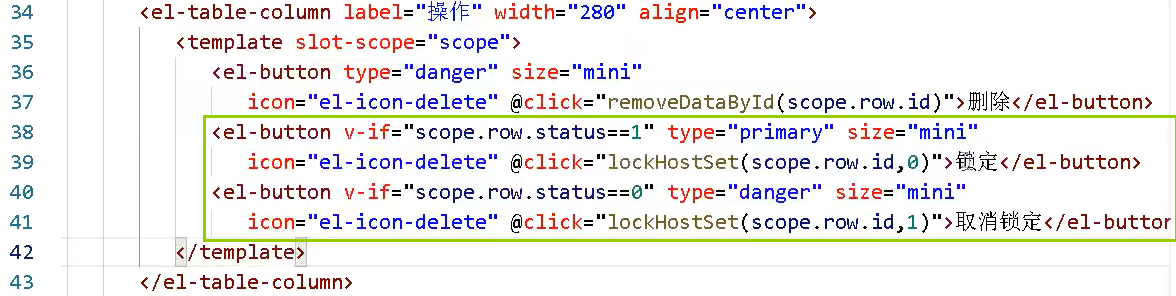 34 <el-table-column label="操作" width="280" align="center">
35 <template slot-scope="scope">
36 <el-button type="danger" size="mini"
37 icon="el-icon-delete" @click="removeDataById(scope.row.id)">删除</el-button>
38 <el-button v-if="scope.row.status==1" type="primary" size="mini"
39 icon="el-icon-delete" @click="lockHostSet(scope.row.id,0)">锁定</el-button>
40 <el-button v-if="scope.row.status==0" type="danger" size="mini"
41 icon="el-icon-delete" @click="lockHostSet(scope.row.id,1)">取消锁定</el-button
42 </template>
43 </el-table-column>